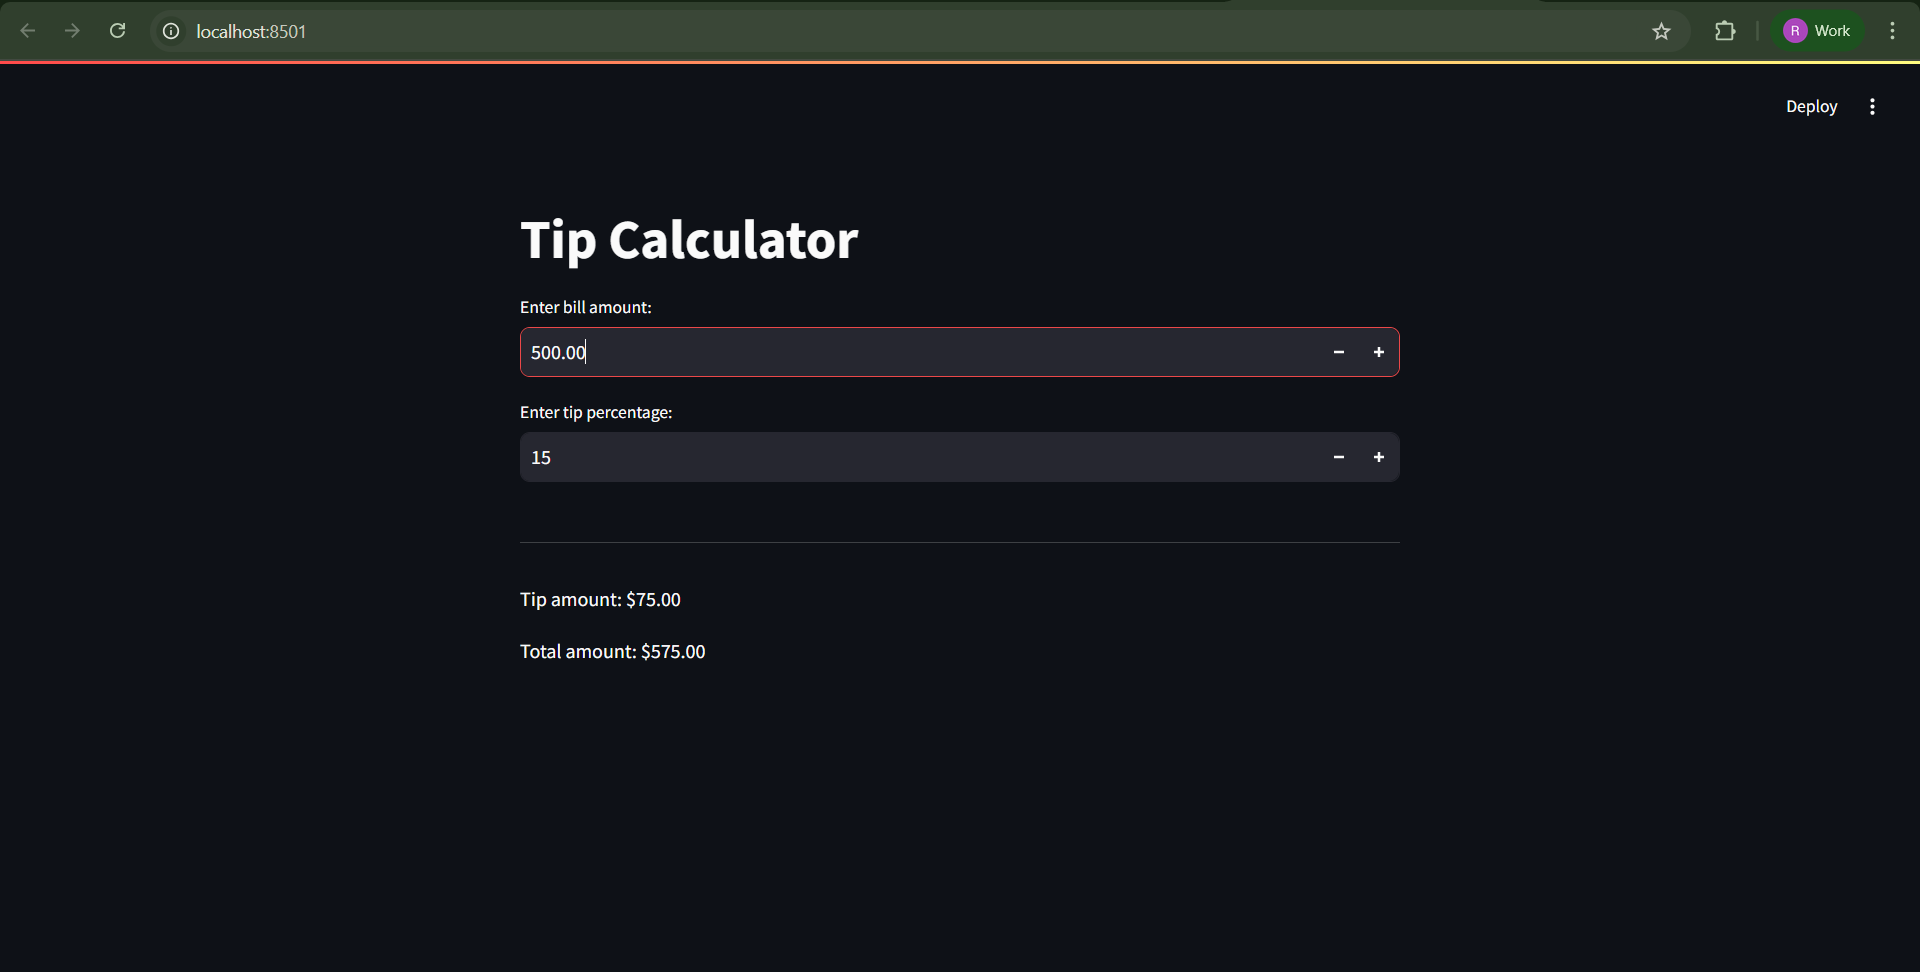 localhost:8501
R Work
Deploy
Tip Calculator
Enter bill amount:
500.00
Enter tip percentage:
15
Tip amount: $75.00
Total amount: $575.00